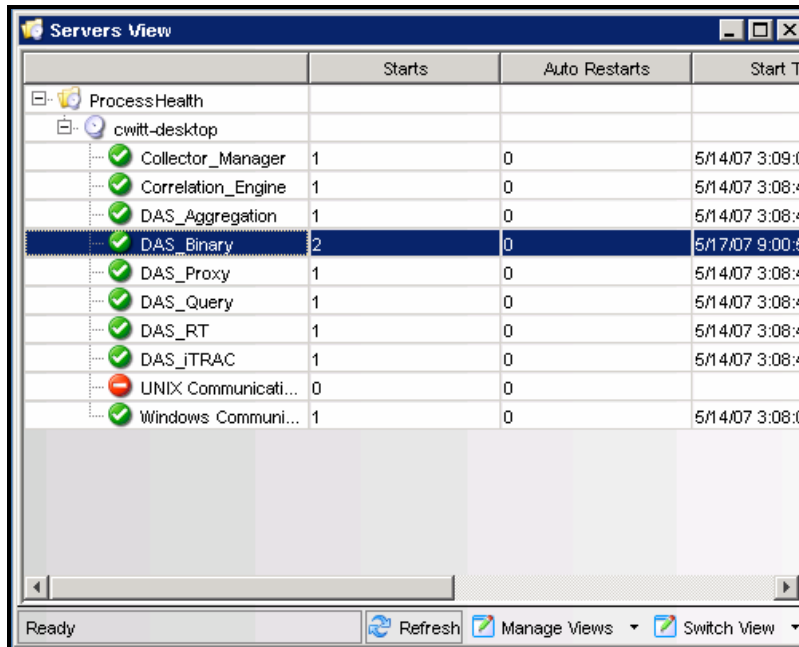 Servers View
Starts Auto Restarts Start T
ProcessHealth
cwitt-desktop
Collector_Manager 1 0 5/14/07 3:09:0
Correlation_Engine 1 0 5/14/07 3:08:4
DAS_Aggregation 1 0 5/14/07 3:08:4
DAS_Binary 2 0 5/17/07 9:00:5
DAS_Proxy 1 0 5/14/07 3:08:4
DAS_Query 1 0 5/14/07 3:08:4
DAS_RT 1 0 5/14/07 3:08:4
DAS_iTRAC 1 0 5/14/07 3:08:4
UNIX Communicati... 0 0
Windows Communi... 1 0 5/14/07 3:08:0
Ready Refresh Manage Views Switch View